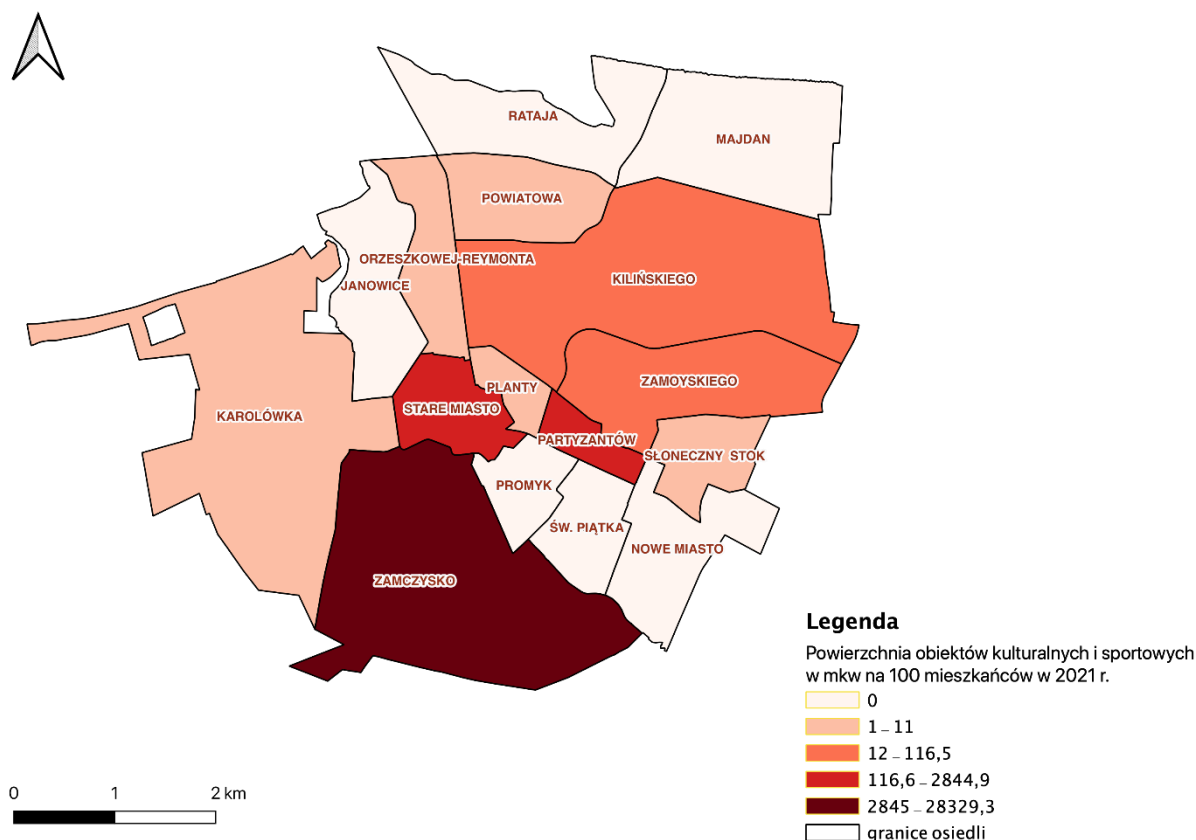 RATAJA
MAJDAN
POWIATOWA
ORZESZKOWEJ-REYMONTA
KILIŃSKIEGO
JANOWICE
ZAMOYSKIEGO
PLANTY
STARE MIASTO
KAROLÓWKA
PARTYZANTÓW
SŁONECZNY STOK
PROMYK
ŚW. PIĄTKA
NOWE MIASTO
ZAMCZYSKO
Legenda
Powierzchnia obiektów kulturalnych i sportowych
w mkw na 100 mieszkańców w 2021 r.
0
1 – 11
12 – 116,5
116,6 – 2844,9
2845 – 28329,3
granice osiedli
0 1 2 km